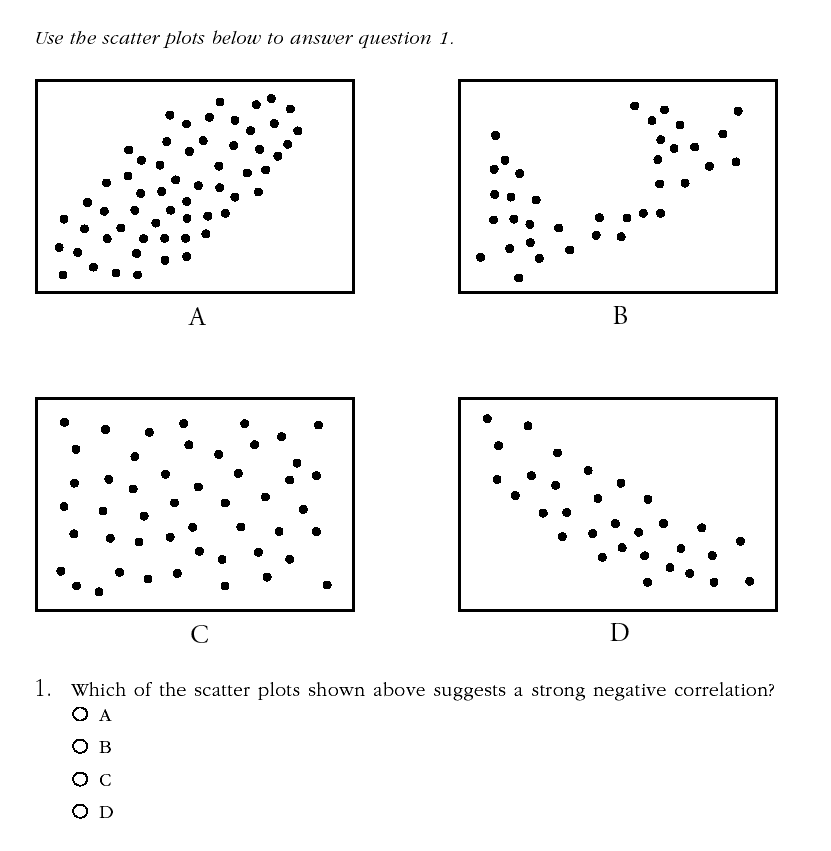 Use the scatter plots below to answer question 1.
A
B
C
D
1. Which of the scatter plots shown above suggests a strong negative correlation?
A
B
C
D